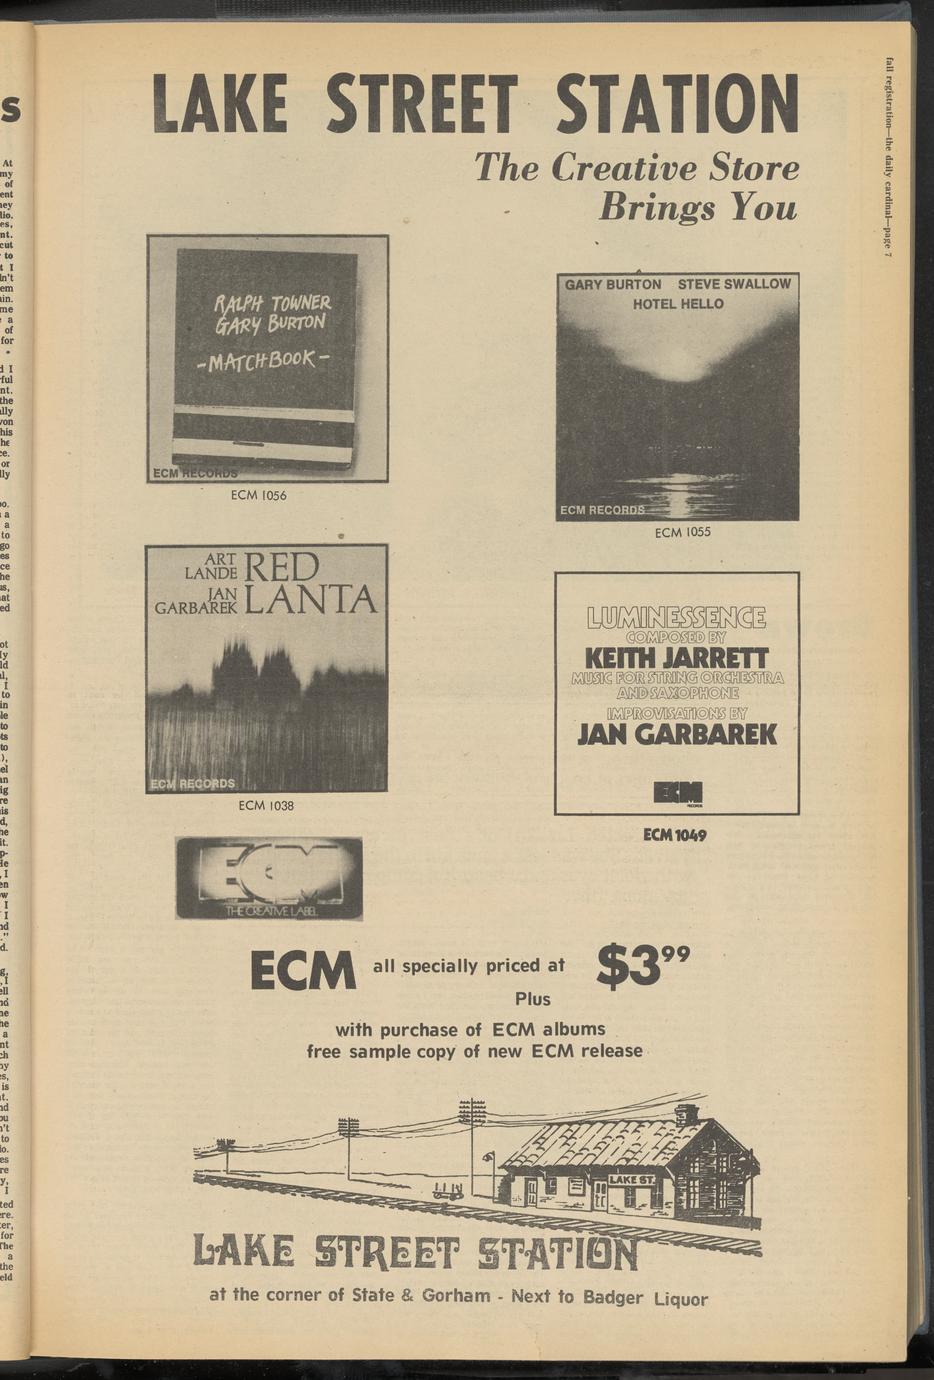 LAKE STREET STATION
The Creative Store
Brings You
fall registration—the daily cardinal—page 7
RALPH TOWNER
GARY BURTON
-MATCHBOOK-
ECM RECORDS
ECM 1056
GARY BURTON STEVE SWALLOW
HOTEL HELLO
ECM RECORDS
ECM 1055
ART
LANDE
JAN
GARBAREK
RED
LANTA
ECM RECORDS
ECM 1038
LUMINESSENCE
COMPOSED BY
KEITH JARRETT
MUSIC FOR STRING ORCHESTRA
AND SAXOPHONE
IMPROVISATIONS BY
JAN GARBAREK
ECM
RECORDS
ECM 1049
ECM
THE CREATIVE LABEL
ECM all specially priced at $3.99
Plus
with purchase of ECM albums
free sample copy of new ECM release
LAKE ST.
LAKE STREET STATION
at the corner of State & Gorham - Next to Badger Liquor